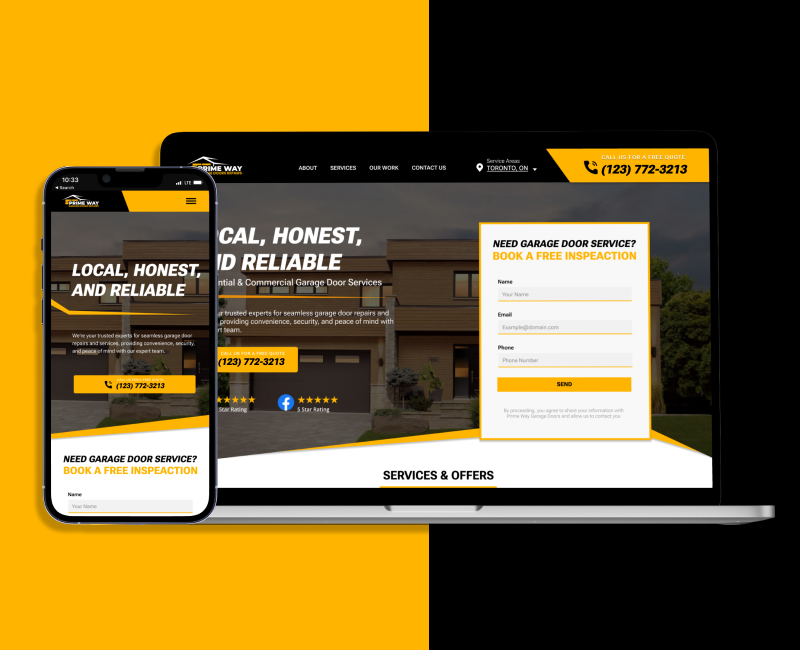 PRIME WAY
ABOUT
SERVICES
OUR WORK
CONTACT US
Service Areas
TORONTO, ON
CALL US FOR A FREE QUOTE
(123) 772-3213
OCAL, HONEST,
ND RELIABLE
ential & Commercial Garage Door Services
ur trusted experts for seamless garage door repairs and
providing convenience, security, and peace of mind with
rt team.
CALL US FOR A FREE QUOTE
(123) 772-3213
Star Rating
5 Star Rating
NEED GARAGE DOOR SERVICE?
BOOK A FREE INSPEACTION
Name
Your Name
Email
Example@domain.com
Phone
Phone Number
SEND
By proceeding, you agree to share your information with
Prime Way Garage Doors and allow us to contact you
SERVICES & OFFERS
10:33
LTE
Search
PRIME WAY
LOCAL, HONEST,
AND RELIABLE
We're your trusted experts for seamless garage door
repairs and services, providing convenience, security,
and peace of mind with our expert team.
(123) 772-3213
NEED GARAGE DOOR SERVICE?
BOOK A FREE INSPEACTION
Name
Your Name